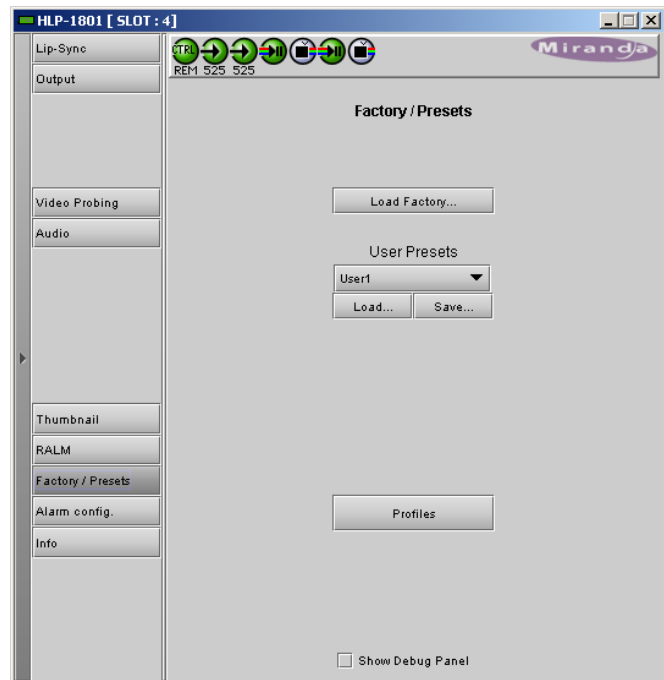 HLP-1801 [ SLOT : 4]
Lip-Sync
Output
Video Probing
Audio
Thumbnail
RALM
Factory / Presets
Alarm config.
Info
CTRL
REM 525 525
Miranda
Factory / Presets
Load Factory...
User Presets
User1
Load... Save...
Profiles
Show Debug Panel